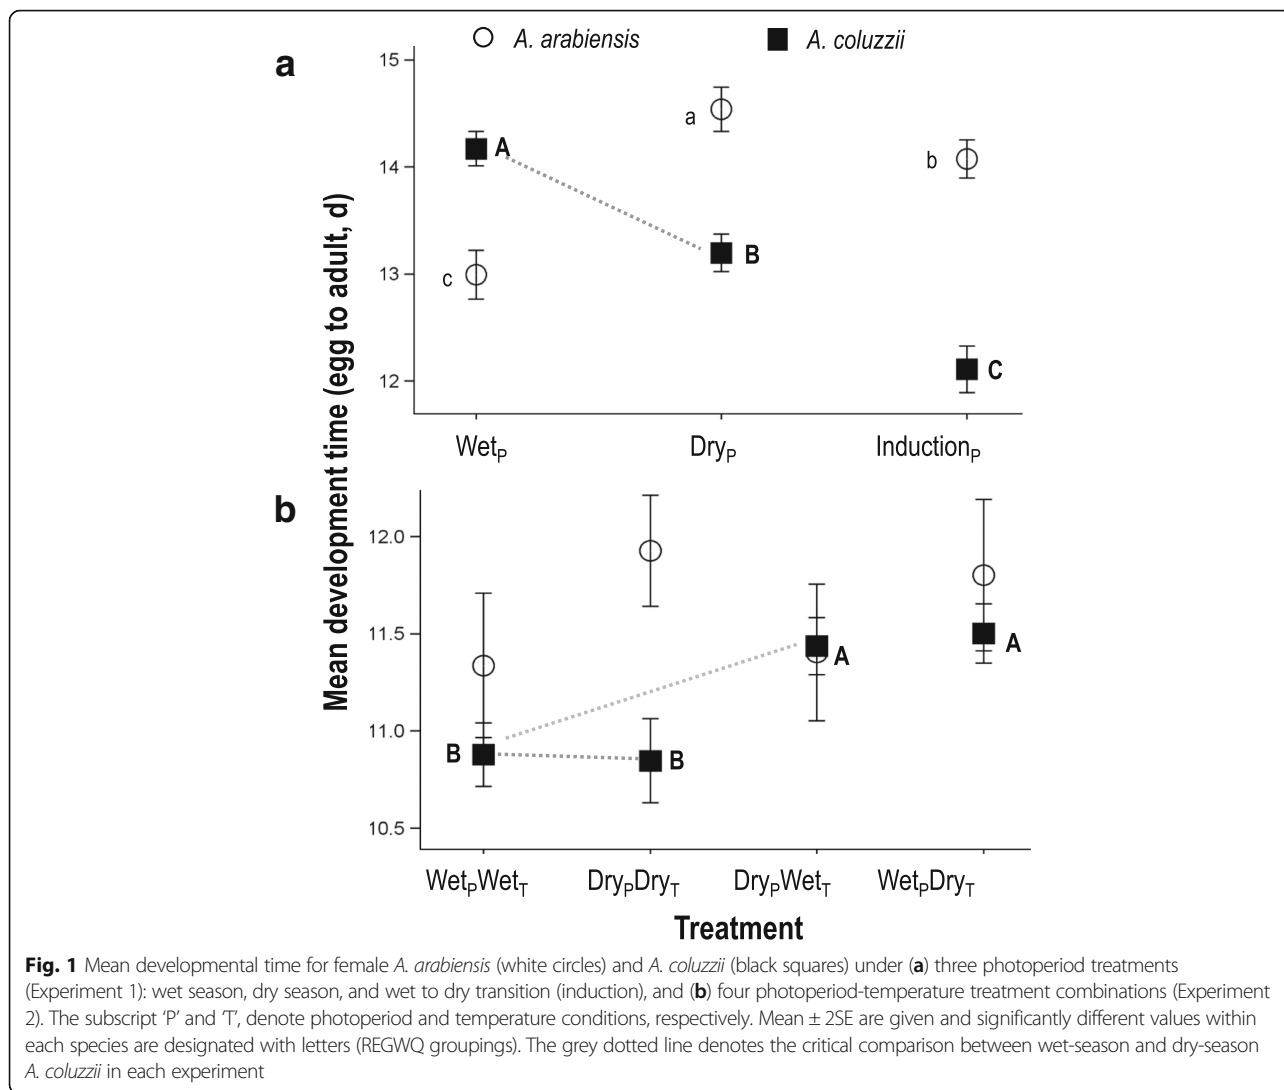 A. arabiensis A. coluzzii
a
15
14
13
12
A
a
b
c
B
C
Wet_P Dry_P Induction_P
Mean development time (egg to adult, d)
b
12.0
11.5
11.0
10.5
B
B
A
A
Wet_PWet_T Dry_PDry_T Dry_PWet_T Wet_PDry_T
Treatment
Fig. 1 Mean developmental time for female A. arabiensis (white circles) and A. coluzzii (black squares) under (a) three photoperiod treatments
(Experiment 1): wet season, dry season, and wet to dry transition (induction), and (b) four photoperiod-temperature treatment combinations (Experiment
2). The subscript ‘P’ and ‘T’, denote photoperiod and temperature conditions, respectively. Mean ± 2SE are given and significantly different values within
each species are designated with letters (REGWQ groupings). The grey dotted line denotes the critical comparison between wet-season and dry-season
A. coluzzii in each experiment